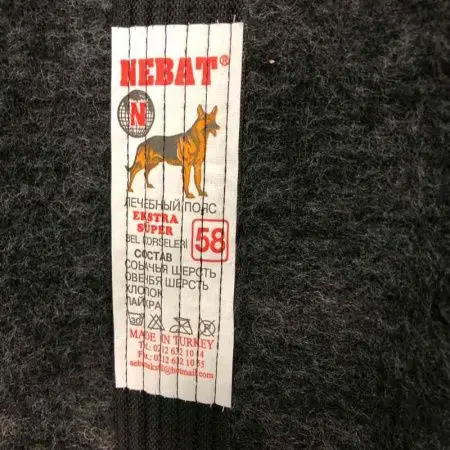 NEBAT®
N
ЛЕЧЕБНЫЙ ПОЯС
EKSTRA
SÜPER
58
BEL KORSELERİ
СОСТАВ
СОБАЧЬЯ ШЕРСТЬ
ОВЕЧЬЯ ШЕРСТЬ
ХЛОПОК
ЛАЙКРА
30
MADE IN TURKEY